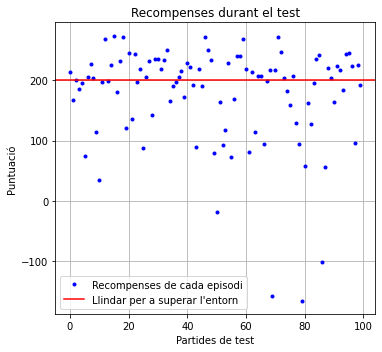 Recompenses durant el test
Puntuació
200
100
0
−100
Recompenses de cada episodi
Llindar per a superar l'entorn
0 20 40 60 80 100
Partides de test